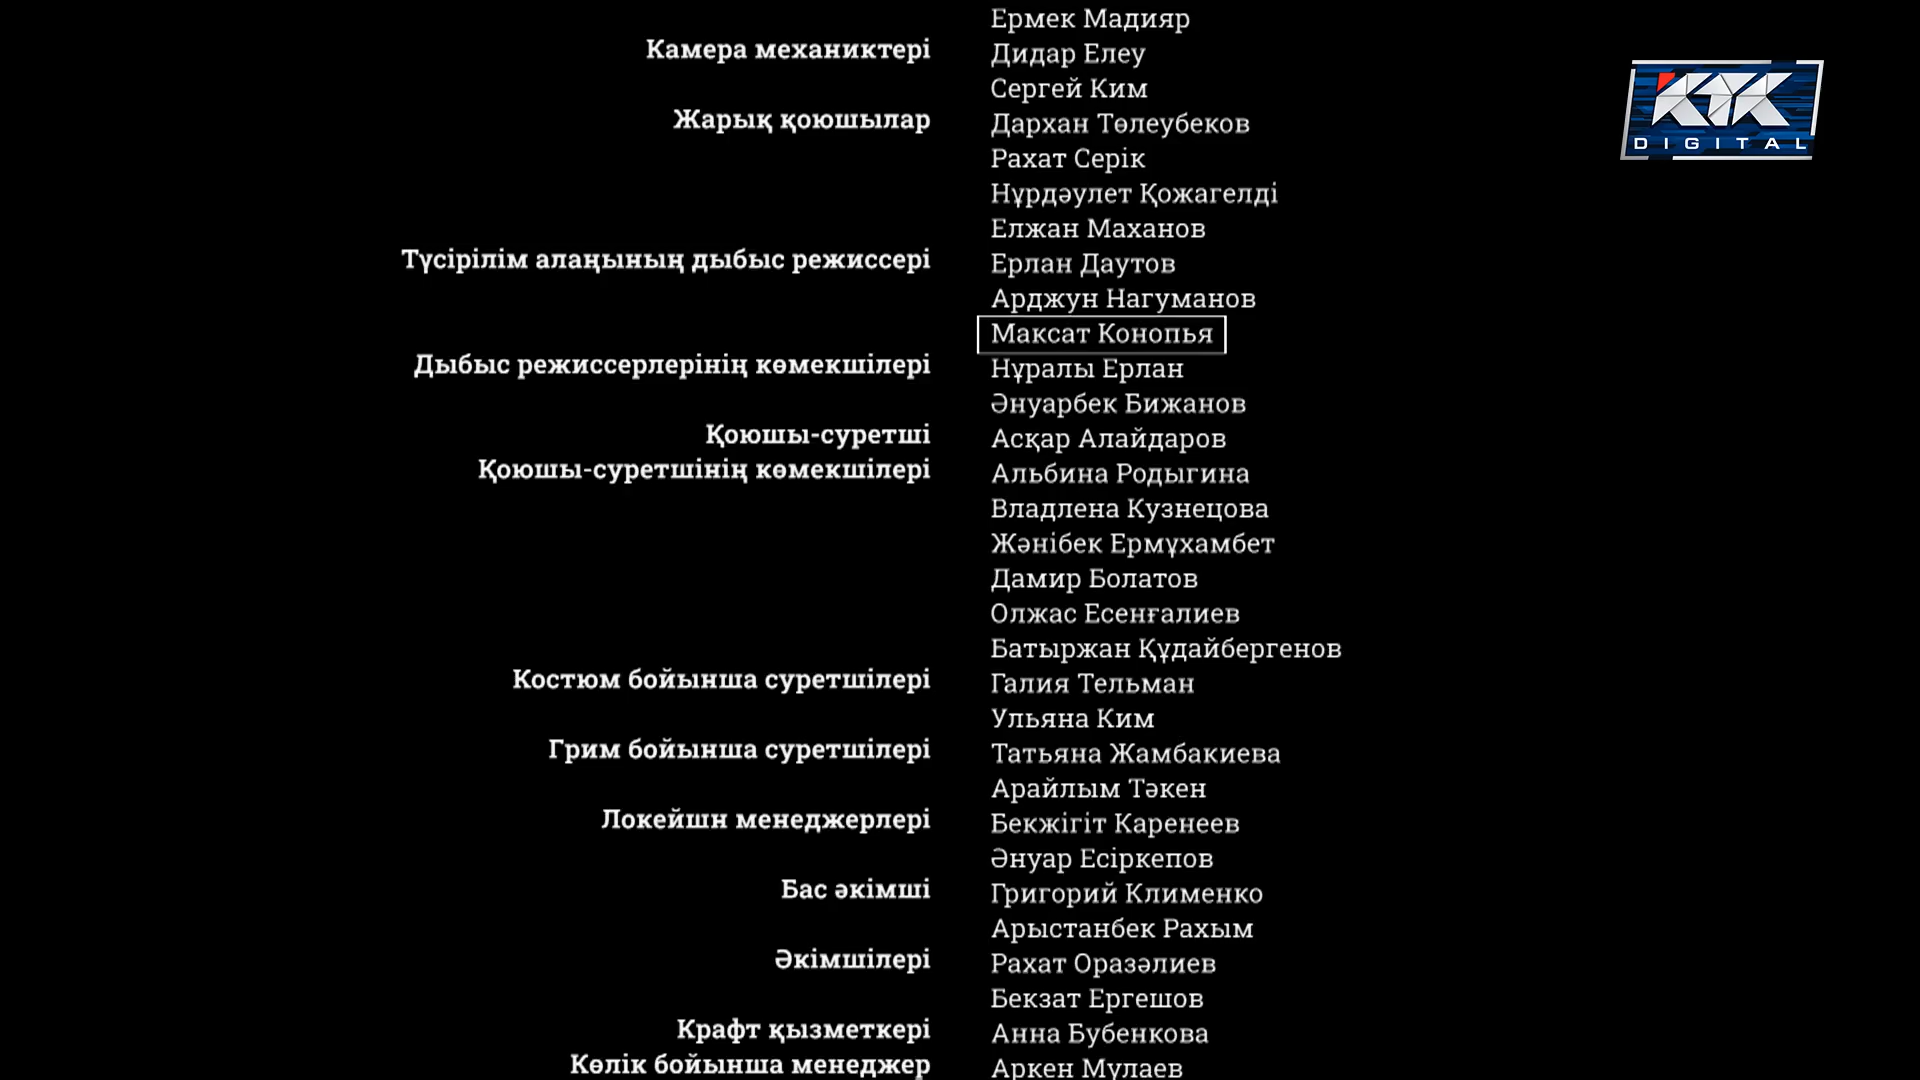 Ермек Мадияр
Камера механиктері
Дидар Елеу
Сергей Ким
Жарық қоюшылар
Дархан Төлеубеков
Рахат Серік
Нұрдәулет Қожагелді
Елжан Маханов
Түсірілім алаңының дыбыс режиссері
Ерлан Даутов
Арджун Нагуманов
Максат Конопья
Дыбыс режиссерлерінің көмекшілері
Нұралы Ерлан
Әнуарбек Бижанов
Қоюшы-суретші
Асқар Алайдаров
Қоюшы-суретшінің көмекшілері
Альбина Родыгина
Владлена Кузнецова
Жәнібек Ермұхамбет
Дамир Болатов
Олжас Есенғалиев
Батыржан Құдайбергенов
Костюм бойынша суретшілері
Галия Тельман
Ульяна Ким
Грим бойынша суретшілері
Татьяна Жамбакиева
Арайлым Тәкен
Локейшн менеджерлері
Бекжігіт Каренеев
Әнуар Есіркепов
Бас әкімші
Григорий Клименко
Арыстанбек Рахым
Әкімшілері
Рахат Оразәлиев
Бекзат Ергешов
Крафт қызметкері
Анна Бубенкова
Көлік бойынша менеджер
Аркен Мулаев
КТК
DIGITAL